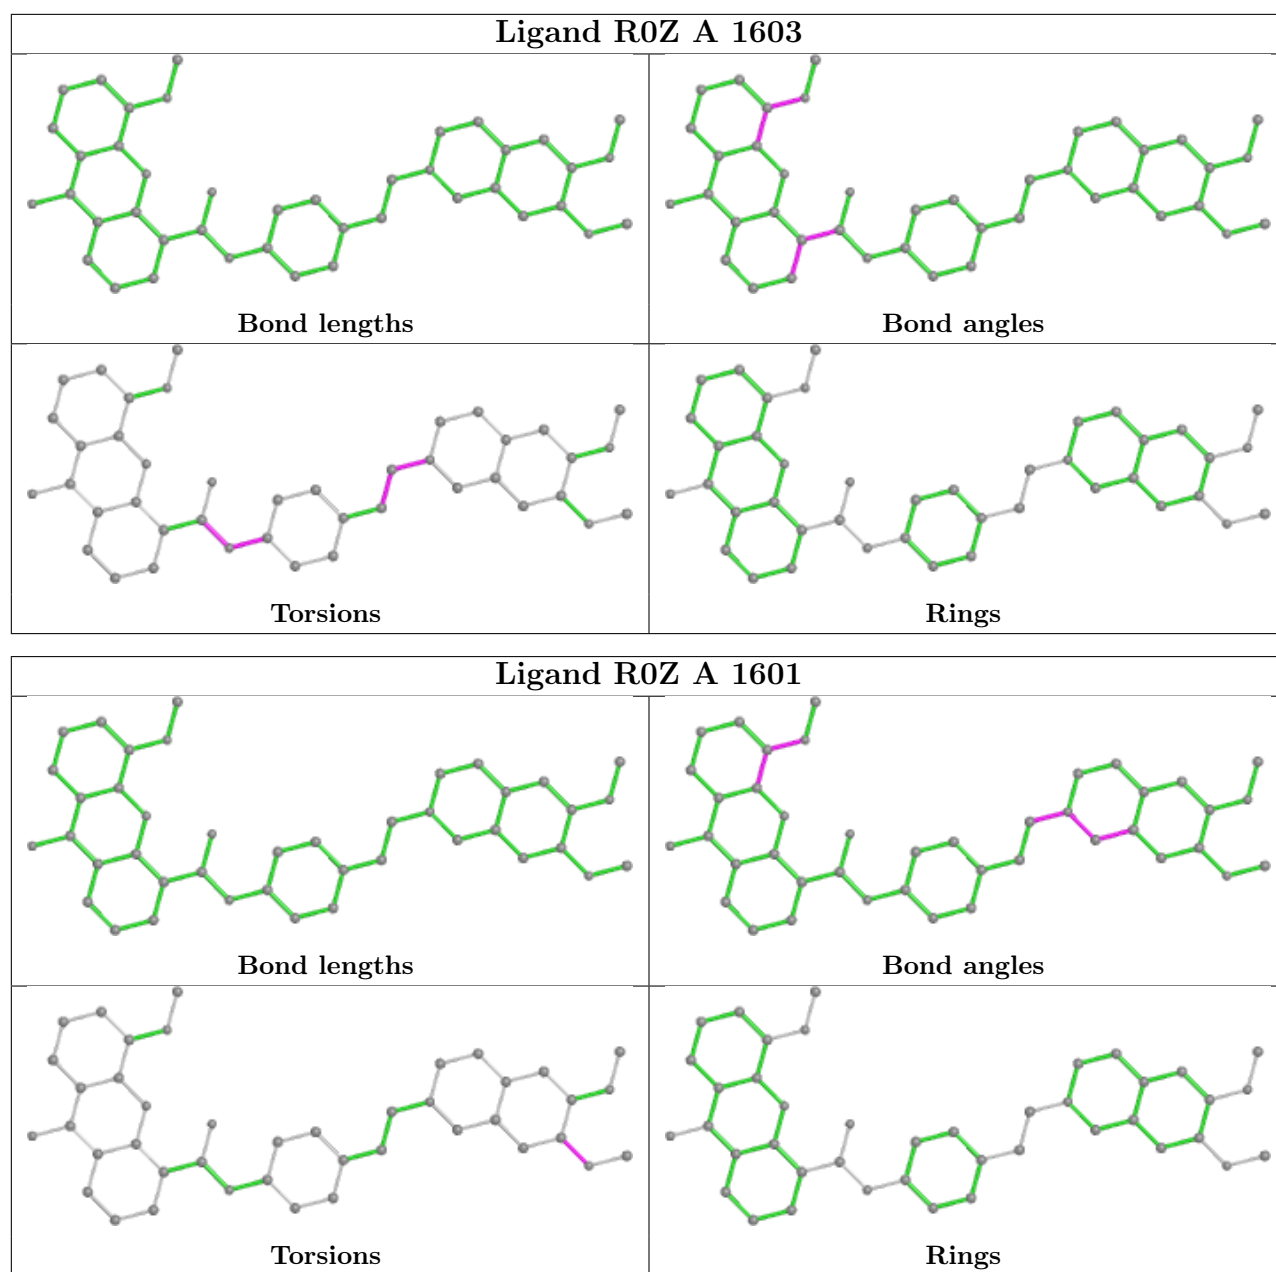 Ligand R0Z A 1603
Bond lengths
Bond angles
Torsions
Rings
Ligand R0Z A 1601
Bond lengths
Bond angles
Torsions
Rings